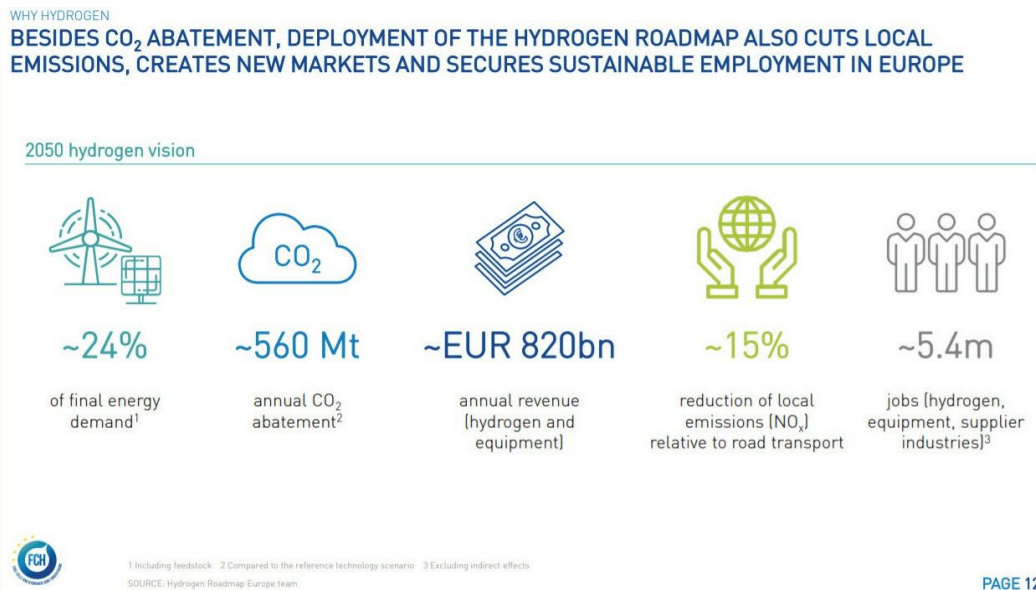 WHY HYDROGEN
BESIDES CO₂ ABATEMENT, DEPLOYMENT OF THE HYDROGEN ROADMAP ALSO CUTS LOCAL
EMISSIONS, CREATES NEW MARKETS AND SECURES SUSTAINABLE EMPLOYMENT IN EUROPE
2050 hydrogen vision
CO₂
€
~24%
of final energy
demand¹
~560 Mt
annual CO₂
abatement²
~EUR 820bn
annual revenue
(hydrogen and
equipment)
~15%
reduction of local
emissions (NOₓ)
relative to road transport
~5.4m
jobs (hydrogen,
equipment, supplier
industries)³
FCH
1 Including feedstock 2 Compared to the reference technology scenario 3 Excluding indirect effects
SOURCE: Hydrogen Roadmap Europe team
PAGE 12